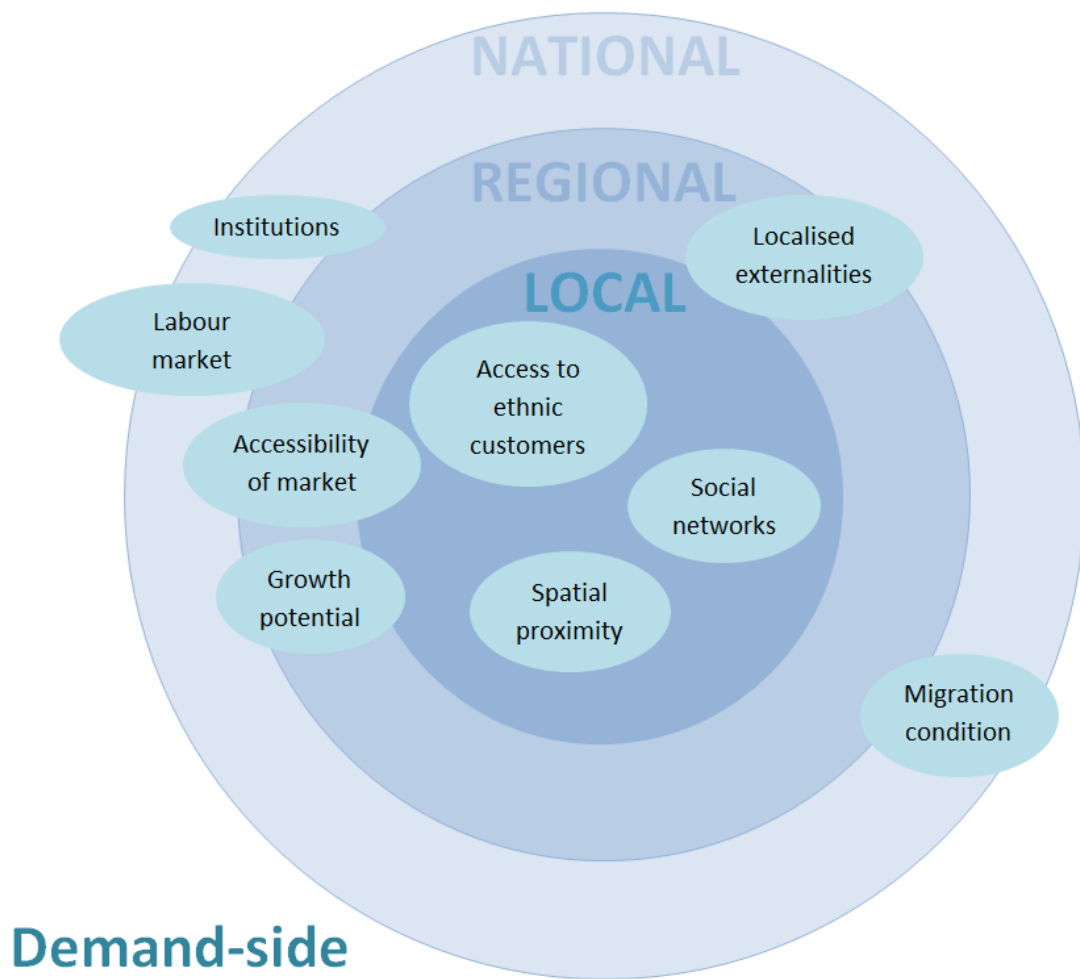 NATIONAL
REGIONAL
LOCAL
Institutions
Localised
externalities
Labour
market
Access to
ethnic
customers
Accessibility
of market
Social
networks
Growth
potential
Spatial
proximity
Migration
condition
Demand-side